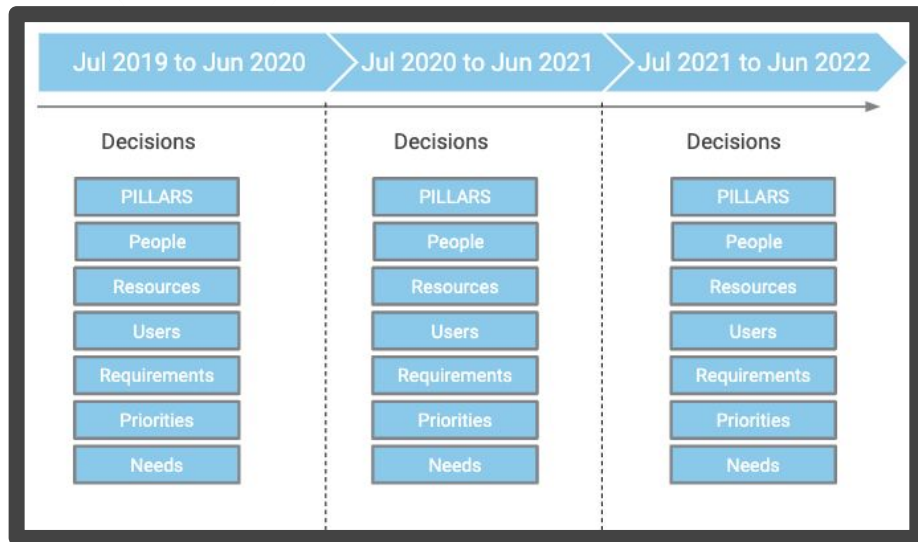 Jul 2019 to Jun 2020
Jul 2020 to Jun 2021
Jul 2021 to Jun 2022
Decisions
PILLARS
People
Resources
Users
Requirements
Priorities
Needs
Decisions
PILLARS
People
Resources
Users
Requirements
Priorities
Needs
Decisions
PILLARS
People
Resources
Users
Requirements
Priorities
Needs